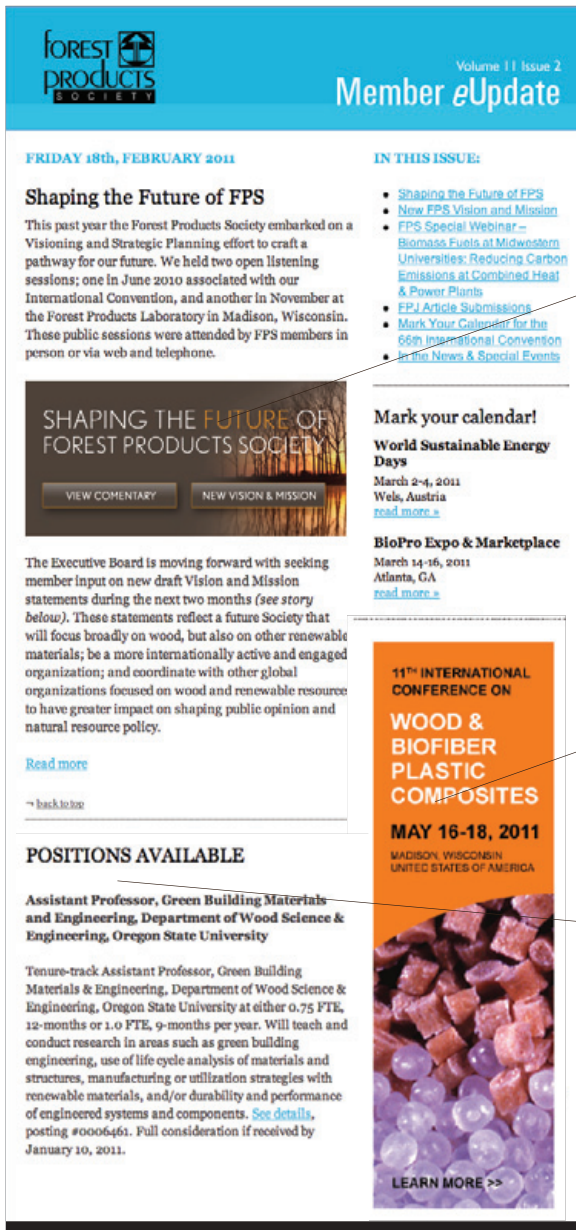 FOREST
PRODUCTS
SOCIETY
Volume 11 Issue 2
Member eUpdate
FRIDAY 18th, FEBRUARY 2011
Shaping the Future of FPS
This past year the Forest Products Society embarked on a
Visioning and Strategic Planning effort to craft a
pathway for our future. We held two open listening
sessions; one in June 2010 associated with our
International Convention, and another in November at
the Forest Products Laboratory in Madison, Wisconsin.
These public sessions were attended by FPS members in
person or via web and telephone.
SHAPING THE FUTURE OF
FOREST PRODUCTS SOCIETY
VIEW COMENTARY
NEW VISION & MISSION
The Executive Board is moving forward with seeking
member input on new draft Vision and Mission
statements during the next two months (see story
below). These statements reflect a future Society that
will focus broadly on wood, but also on other renewable
materials; be a more internationally active and engaged
organization; and coordinate with other global
organizations focused on wood and renewable resource
to have greater impact on shaping public opinion and
natural resource policy.
Read more
¬ back to top
POSITIONS AVAILABLE
Assistant Professor, Green Building Materials
and Engineering, Department of Wood Science &
Engineering, Oregon State University
Tenure-track Assistant Professor, Green Building
Materials & Engineering, Department of Wood Science &
Engineering, Oregon State University at either 0.75 FTE,
12-months or 1.0 FTE, 9-months per year. Will teach and
conduct research in areas such as green building
engineering, use of life cycle analysis of materials and
structures, manufacturing or utilization strategies with
renewable materials, and/or durability and performance
of engineered systems and components. See details,
posting #0006461. Full consideration if received by
January 10, 2011.
IN THIS ISSUE:
• Shaping the Future of FPS
• New FPS Vision and Mission
• FPS Special Webinar –
Biomass Fuels at Midwestern
Universities: Reducing Carbon
Emissions at Combined Heat
& Power Plants
• FPJ Article Submissions
• Mark Your Calendar for the
66th International Convention
• In the News & Special Events
Mark your calendar!
World Sustainable Energy
Days
March 2-4, 2011
Wels, Austria
read more »
BioPro Expo & Marketplace
March 14-16, 2011
Atlanta, GA
read more »
11TH INTERNATIONAL
CONFERENCE ON
WOOD &
BIOFIBER
PLASTIC
COMPOSITES
MAY 16-18, 2011
MADISON, WISCONSIN
UNITED STATES OF AMERICA
LEARN MORE >>